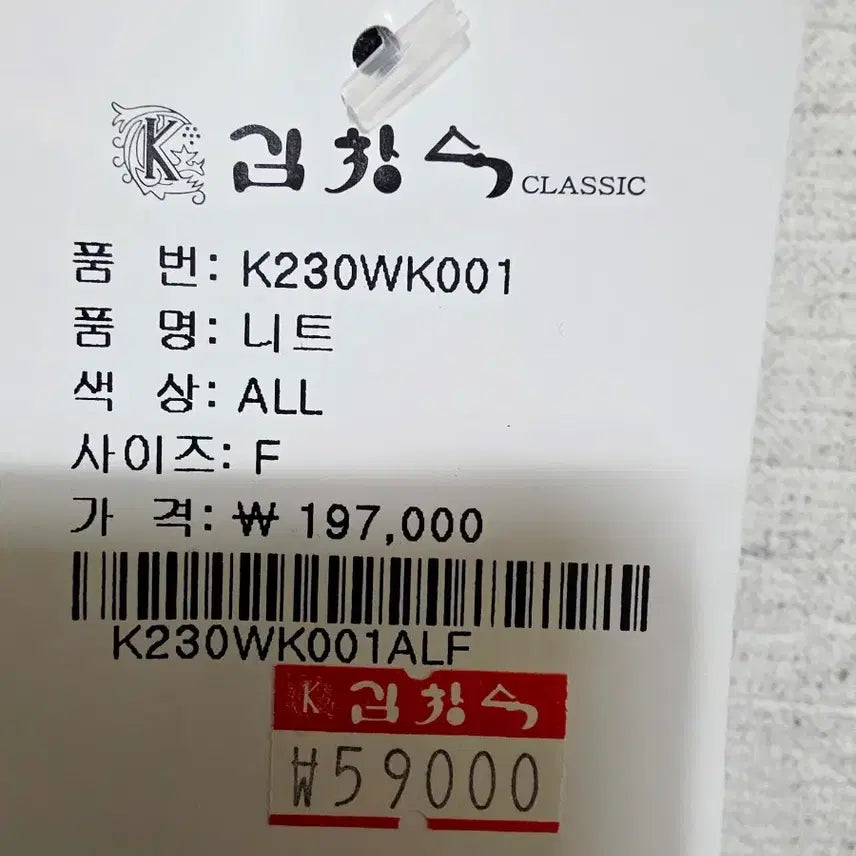 K 김창숙 CLASSIC
품 번: K230WK001
품 명: 니트
색 상: ALL
사이즈: F
가 격: ₩ 197,000
K230WK001ALF
K 김창숙
₩59000